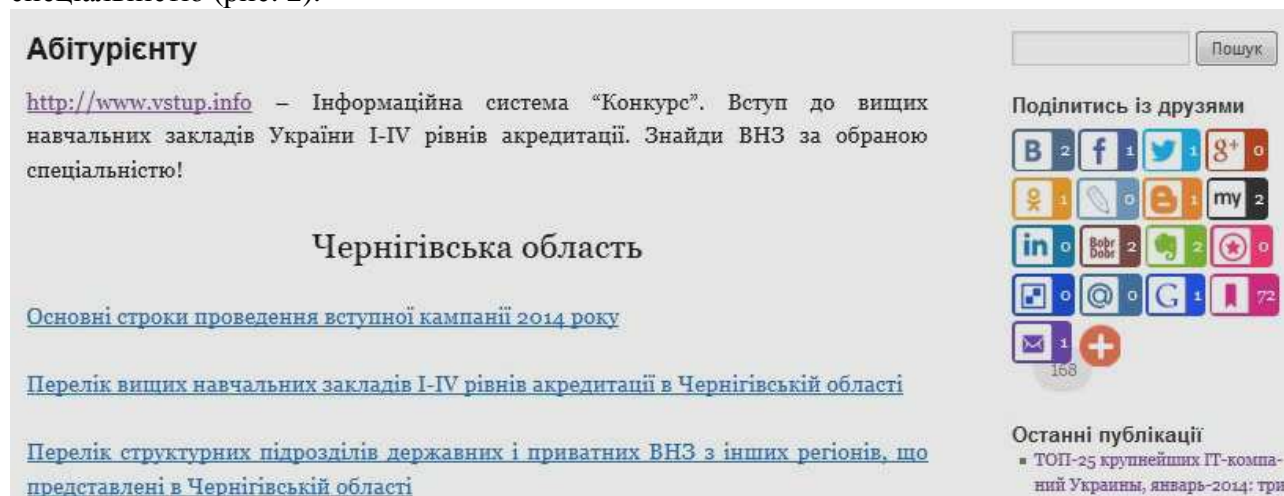 спеціальністю (рис. 2).
Абітурієнту
http://www.vstup.info – Інформаційна система “Конкурс”. Вступ до вищих
навчальних закладів України I-IV рівнів акредитації. Знайди ВНЗ за обраною
спеціальністю!
Чернігівська область
Основні строки проведення вступної кампанії 2014 року
Перелік вищих навчальних закладів I-IV рівнів акредитації в Чернігівській області
Перелік структурних підрозділів державних і приватних ВНЗ з інших регіонів, що
представлені в Чернігівській області
Пошук
Поділитись із друзями
В 2 f 1 1 g+ 0
1 0 1 my 2
in 0 Bobr Dobr 2 2 0
0 @ 0 G 1 72
1
168
Останні публікації
ТОП-25 крупнейших IT-компа-
ний Украины, январь-2014: три